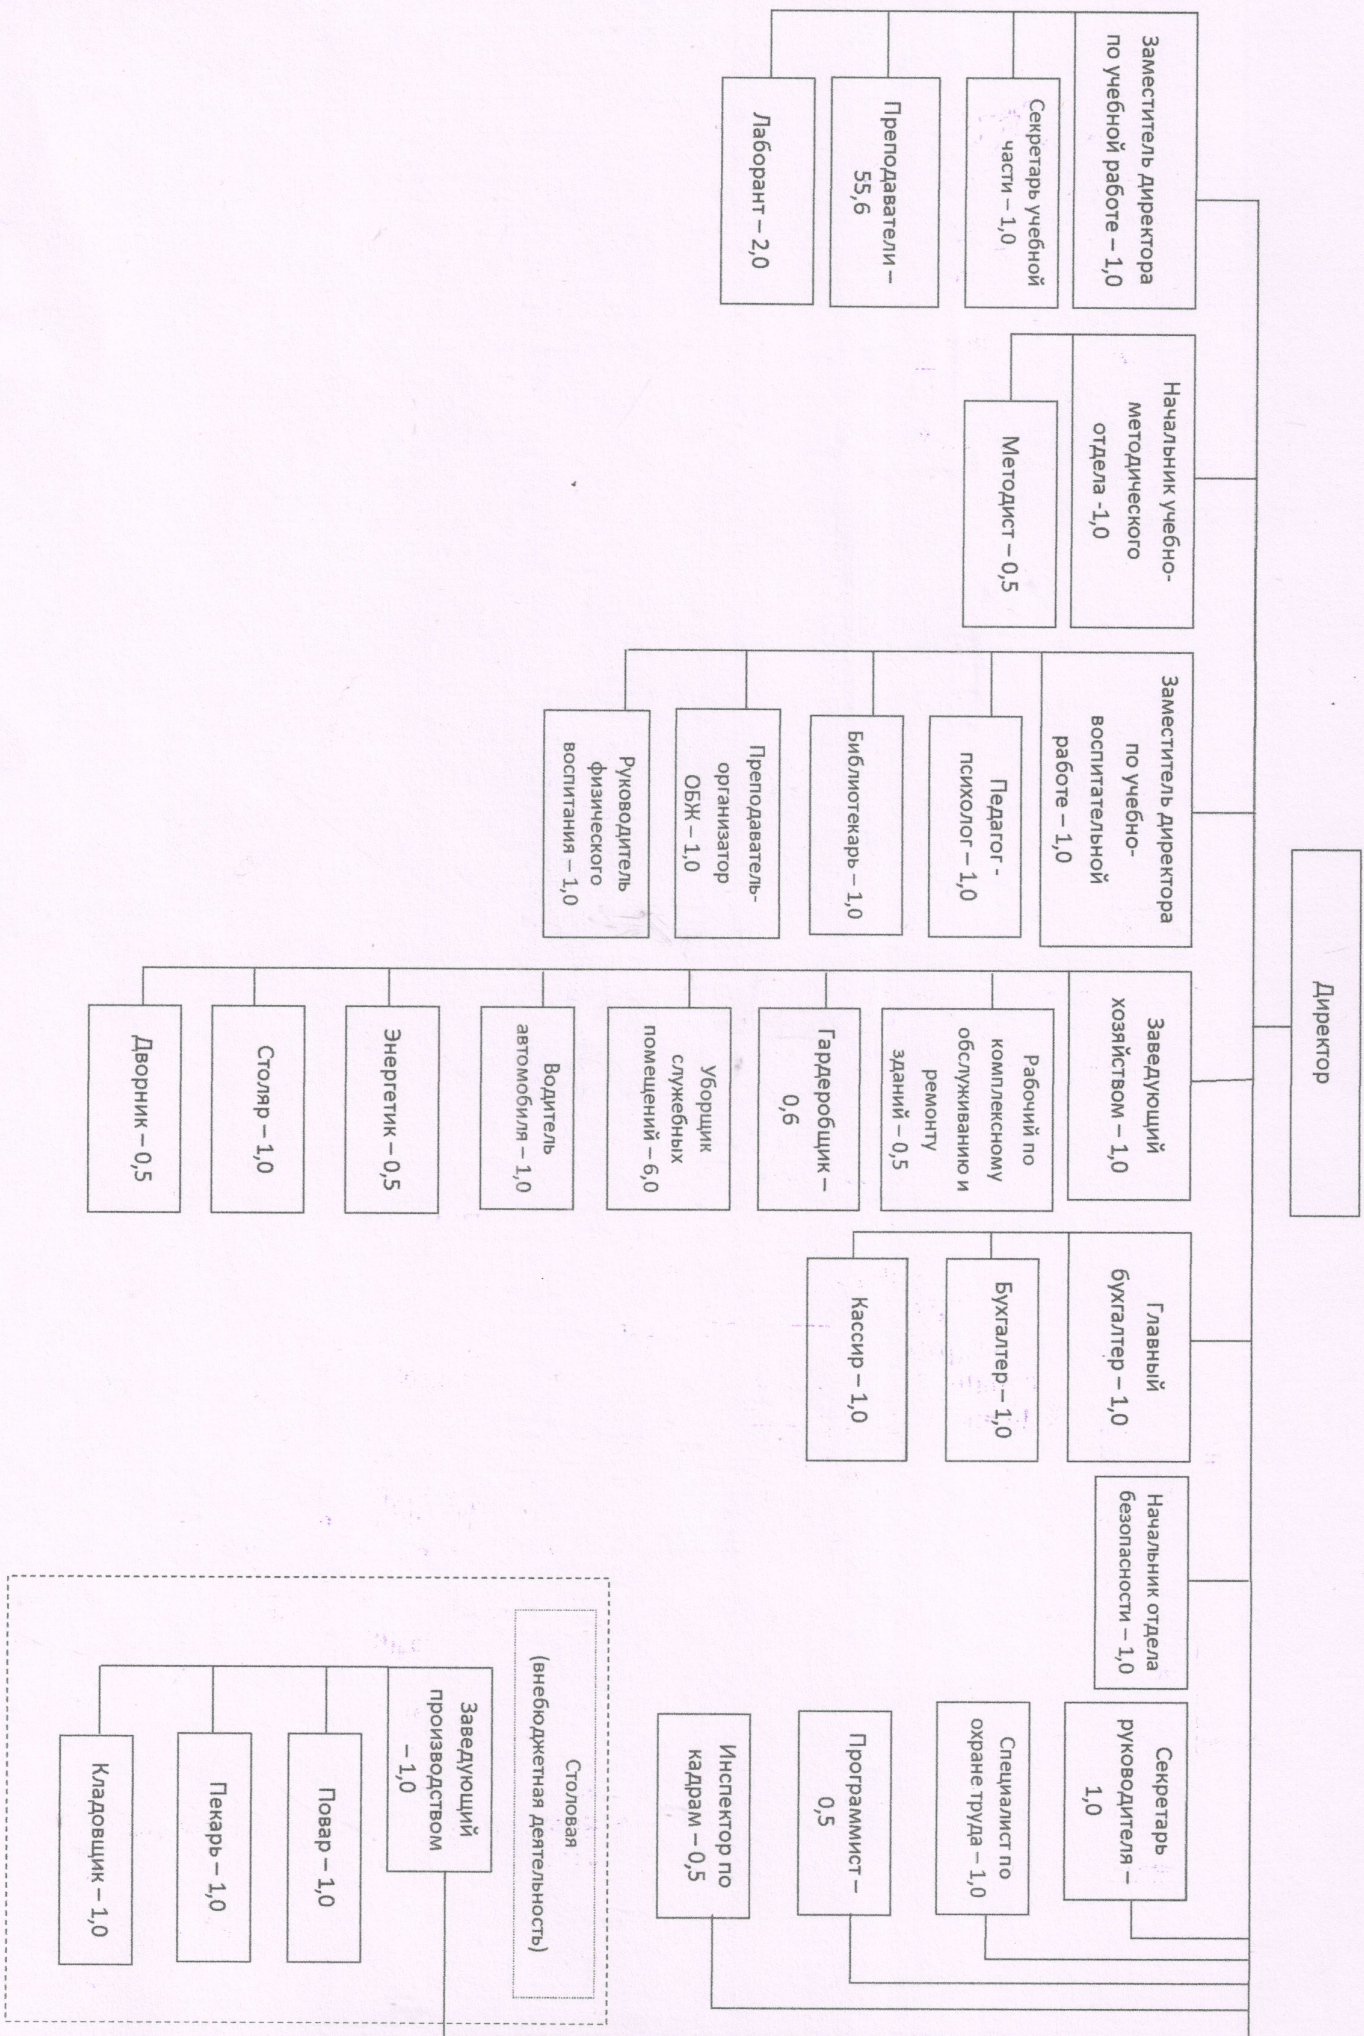 Директор
Заместитель директора
по учебной работе – 1,0
Секретарь учебной
части – 1,0
Преподаватели –
55,6
Лаборант – 2,0
Начальник учебно-
методического
отдела -1,0
Методист – 0,5
Заместитель директора
по учебно-
воспитательной
работе – 1,0
Педагог -
психолог – 1,0
Библиотекарь – 1,0
Преподаватель-
организатор
ОБЖ – 1,0
Руководитель
физического
воспитания – 1,0
Заведующий
хозяйством – 1,0
Рабочий по
комплексному
обслуживанию и
ремонту
зданий – 0,5
Гардеробщик –
0,6
Уборщик
служебных
помещений – 6,0
Водитель
автомобиля – 1,0
Энергетик – 0,5
Столяр – 1,0
Дворник – 0,5
Главный
бухгалтер – 1,0
Бухгалтер – 1,0
Кассир – 1,0
Начальник отдела
безопасности – 1,0
Секретарь
руководителя –
1,0
Специалист по
охране труда – 1,0
Программист –
0,5
Инспектор по
кадрам – 0,5
Столовая
(внебюджетная деятельность)
Заведующий
производством
– 1,0
Повар – 1,0
Пекарь – 1,0
Кладовщик – 1,0